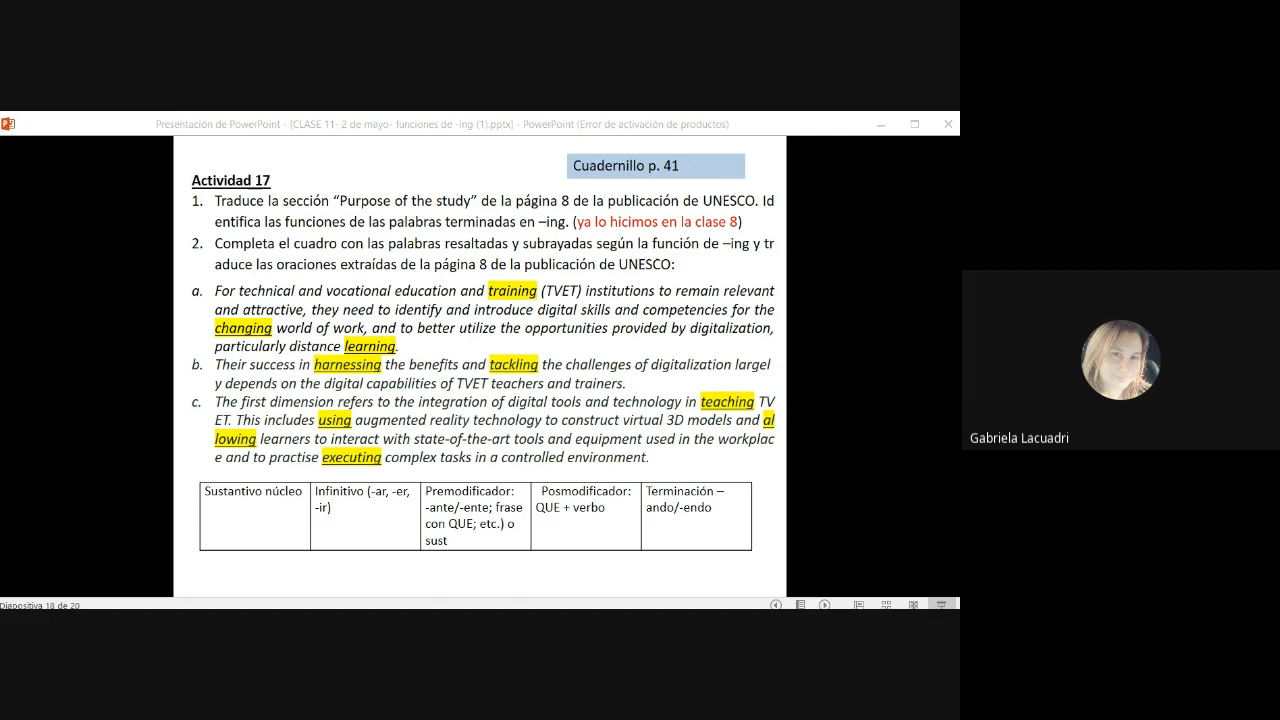 Presentación de PowerPoint - [CLASE 11- 2 de mayo- funciones de -ing (1).pptx] - PowerPoint (Error de activación de productos)
Cuadernillo p. 41
Actividad 17
1. Traduce la sección “Purpose of the study” de la página 8 de la publicación de UNESCO. Id
entifica las funciones de las palabras terminadas en –ing. (ya lo hicimos en la clase 8)
2. Completa el cuadro con las palabras resaltadas y subrayadas según la función de –ing y tr
aduce las oraciones extraídas de la página 8 de la publicación de UNESCO:
a. For technical and vocational education and training (TVET) institutions to remain relevant
and attractive, they need to identify and introduce digital skills and competencies for the
changing world of work, and to better utilize the opportunities provided by digitalization,
particularly distance learning.
b. Their success in harnessing the benefits and tackling the challenges of digitalization largel
y depends on the digital capabilities of TVET teachers and trainers.
c. The first dimension refers to the integration of digital tools and technology in teaching TV
ET. This includes using augmented reality technology to construct virtual 3D models and al
lowing learners to interact with state-of-the-art tools and equipment used in the workplac
e and to practise executing complex tasks in a controlled environment.
Sustantivo núcleo
Infinitivo (-ar, -er,
-ir)
Premodificador:
-ante/-ente; frase
con QUE; etc.) o
sust
Posmodificador:
QUE + verbo
Terminación –
ando/-endo
Diapositiva 18 de 20
Gabriela Lacuadri